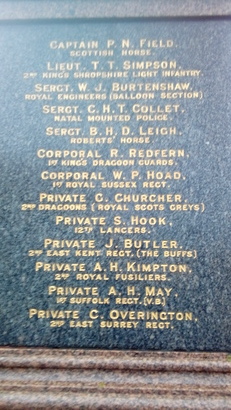 CAPTAIN P. N. FIELD.
SCOTTISH HORSE.
LIEUT. T. T. SIMPSON.
2ND KINGS SHROPSHIRE LIGHT INFANTRY.
SERGT. W. J. BURTENSHAW.
ROYAL ENGINEERS (BALLOON SECTION)
SERGT. C. H. T. COLLET.
NATAL MOUNTED POLICE.
SERGT. B. H. D. LEIGH.
ROBERTS' HORSE.
CORPORAL R. REDFERN.
1ST KINGS DRAGOON GUARDS.
CORPORAL W. P. HOAD.
1ST ROYAL SUSSEX REGT.
PRIVATE C. CHURCHER.
2ND DRAGOONS (ROYAL SCOTS GREYS)
PRIVATE S. HOOK.
12TH LANCERS.
PRIVATE J. BUTLER.
2ND EAST KENT REGT. (THE BUFFS)
PRIVATE A. H. KIMPTON.
2ND ROYAL FUSILIERS.
PRIVATE A. H. MAY.
1ST SUFFOLK REGT. (V.B.)
PRIVATE C. OVERINGTON.
2ND EAST SURREY REGT.